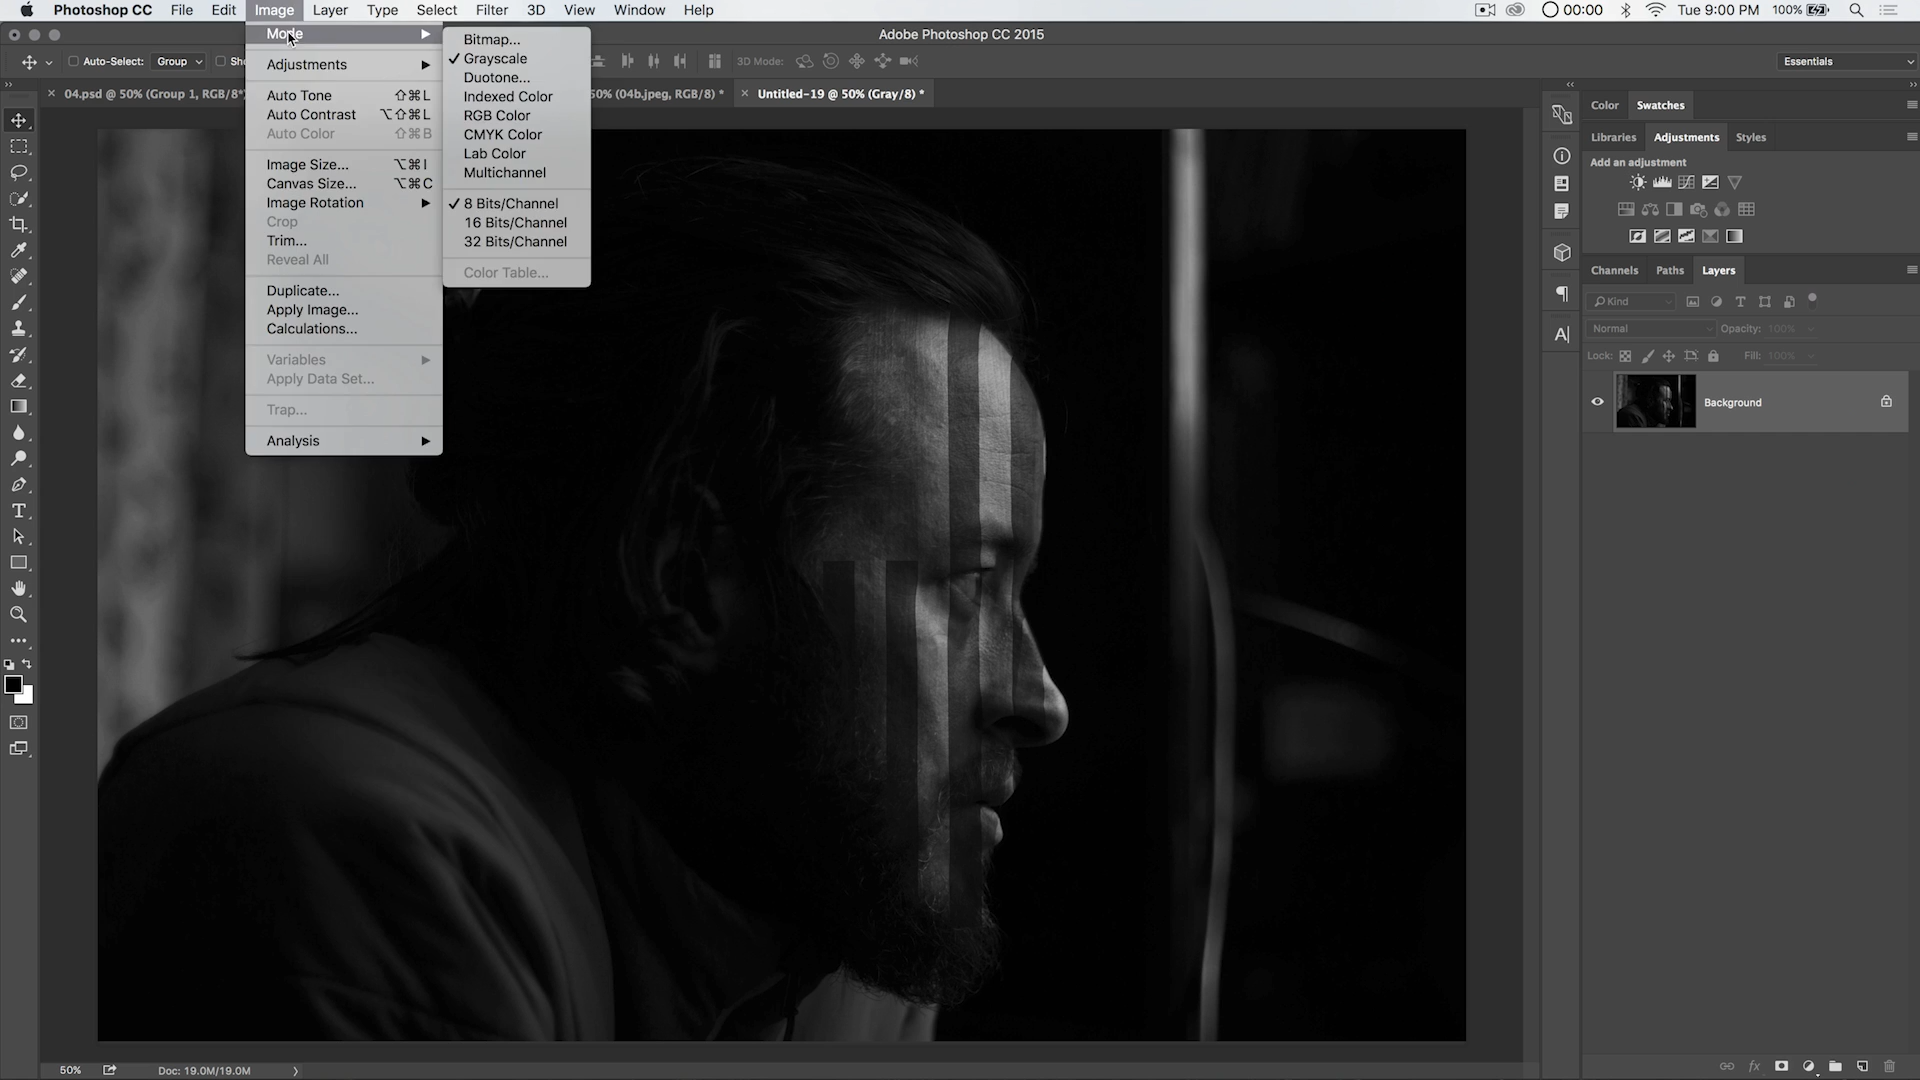 Photoshop CC File Edit Image Layer Type Select Filter 3D View Window Help 00:00 Tue 9:00 PM 100%
Adobe Photoshop CC 2015
Auto-Select: Group Sho 3D Mode: Essentials
04.psd @ 50% (Group 1, RGB/8*) 50% (04b.jpeg, RGB/8) * Untitled-19 @ 50% (Gray/8) *
Mode
Adjustments
Auto Tone ⇧⌘L
Auto Contrast ⌥⇧⌘L
Auto Color ⇧⌘B
Image Size... ⌥⌘I
Canvas Size... ⌥⌘C
Image Rotation
Crop
Trim...
Reveal All
Duplicate...
Apply Image...
Calculations...
Variables
Apply Data Set...
Trap...
Analysis
Bitmap...
✓ Grayscale
Duotone...
Indexed Color
RGB Color
CMYK Color
Lab Color
Multichannel
✓ 8 Bits/Channel
16 Bits/Channel
32 Bits/Channel
Color Table...
Color Swatches
Libraries Adjustments Styles
Add an adjustment
Channels Paths Layers
Kind
Normal Opacity: 100%
Lock: Fill: 100%
Background
50% Doc: 19.0M/19.0M